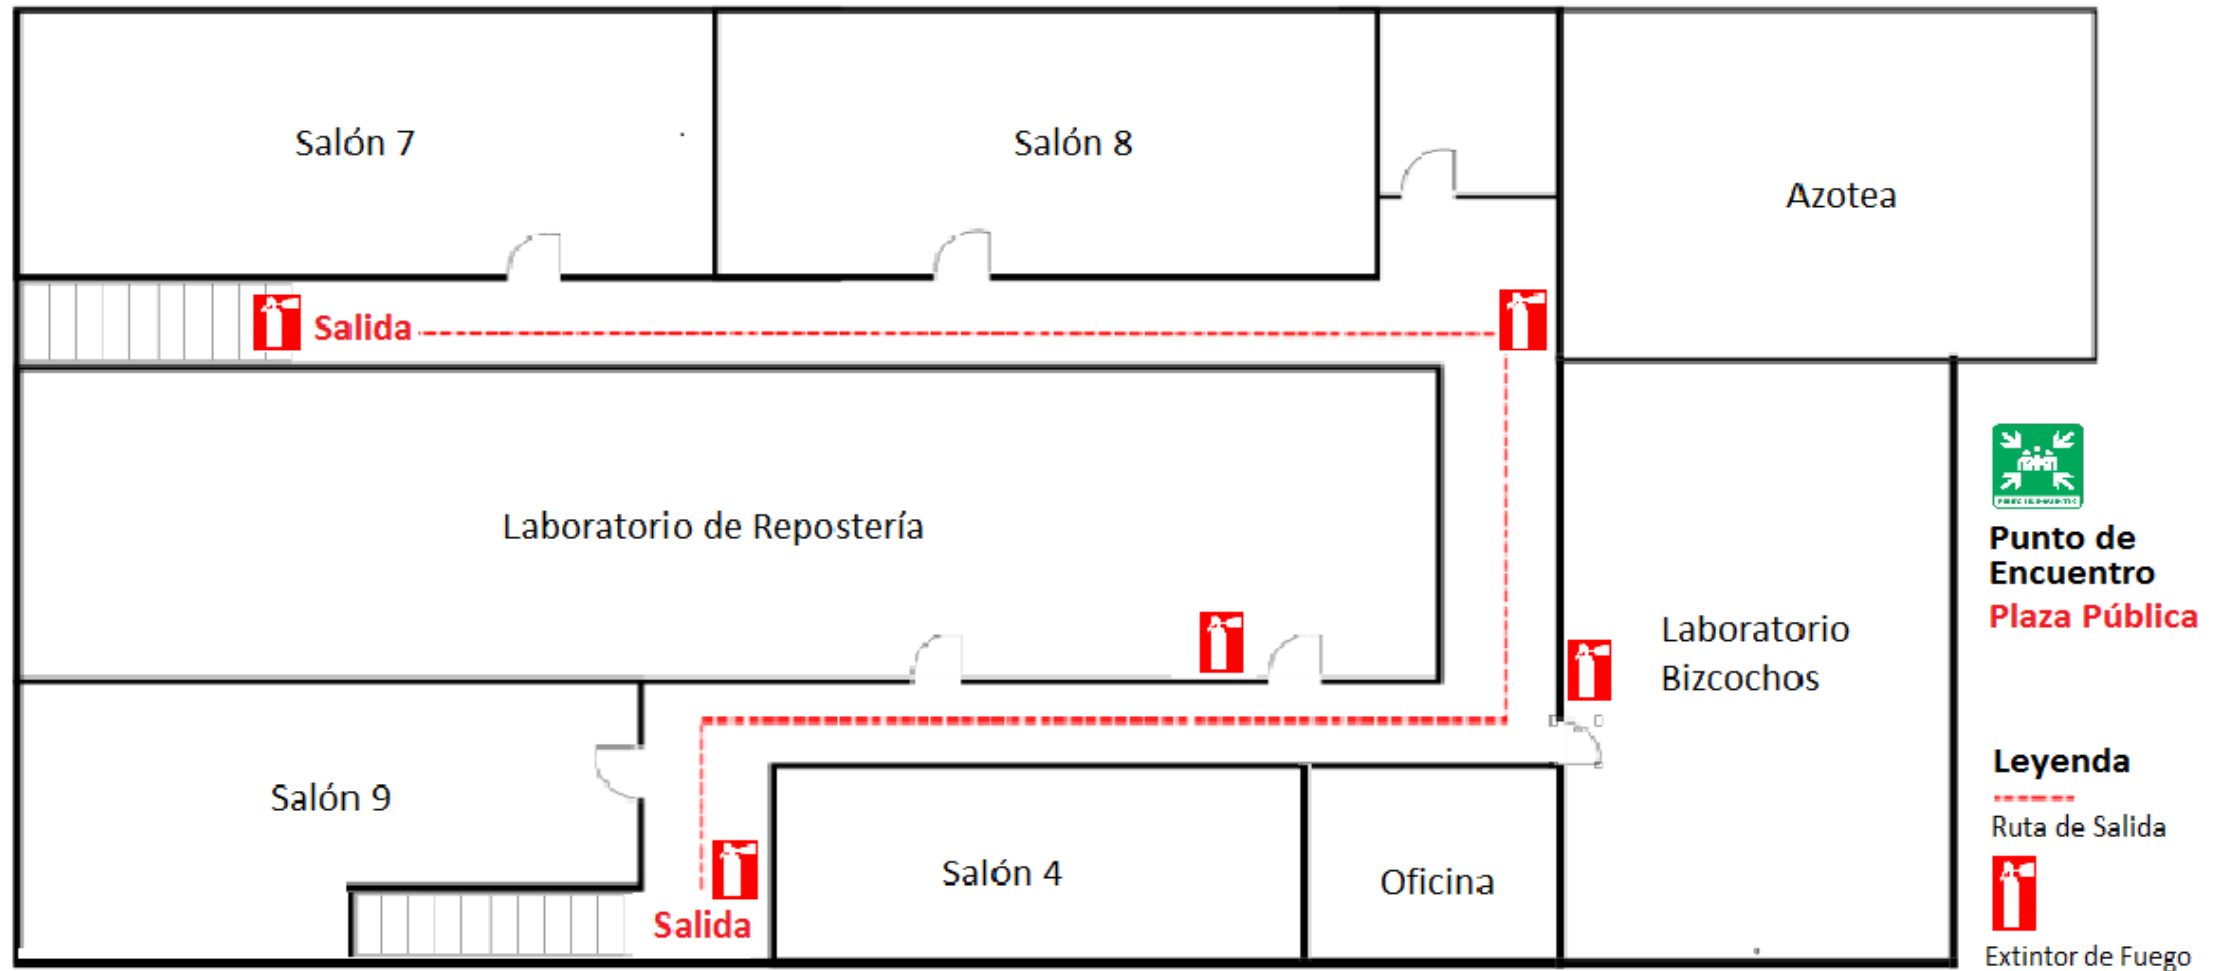 Salón 7
Salón 8
Azotea
Salida
Laboratorio de Repostería
Punto de
Encuentro
Plaza Pública
Laboratorio
Bizcochos
Salón 9
Leyenda
Ruta de Salida
Salón 4
Oficina
Salida
Extintor de Fuego